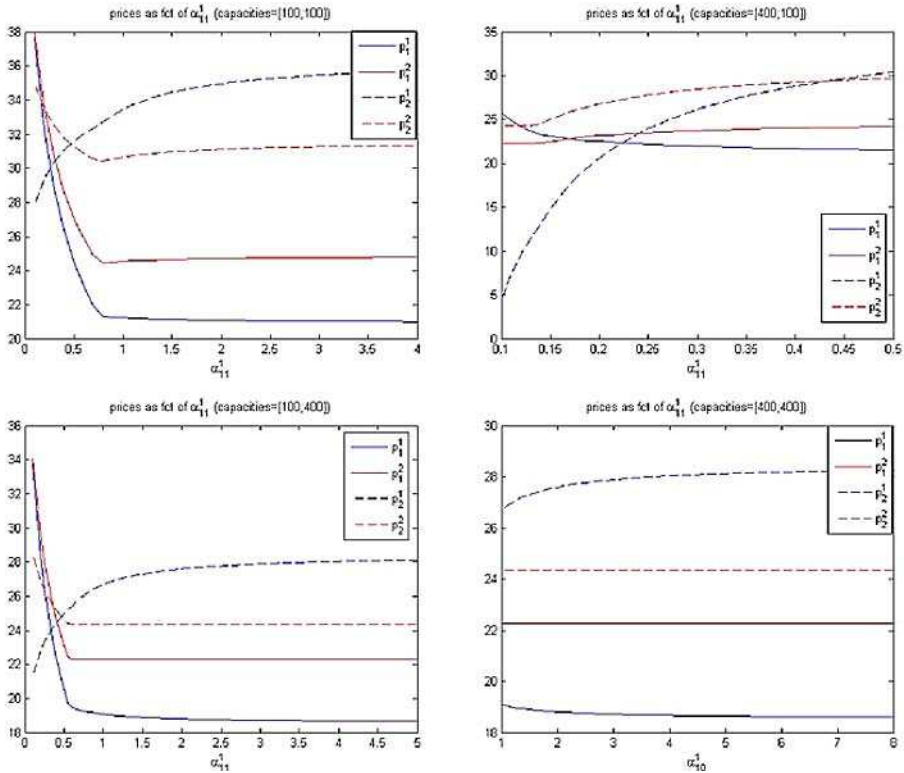 prices as fct of α¹₁₁ (capacities=[100,100])
38
36
34
32
30
28
26
24
22
20
0 0.5 1 1.5 2 2.5 3 3.5 4
α¹₁₁
p¹₁
p²₁
p¹₂
p²₂
prices as fct of α¹₁₁ (capacities=[400,100])
35
30
25
20
15
10
5
0
0.1 0.15 0.2 0.25 0.3 0.35 0.4 0.45 0.5
α¹₁₁
p¹₁
p²₁
p¹₂
p²₂
prices as fct of α¹₁₁ (capacities=[100,400])
36
34
32
30
28
26
24
22
20
18
0 0.5 1 1.5 2 2.5 3 3.5 4 4.5 5
α¹₁₁
p¹₁
p²₁
p¹₂
p²₂
prices as fct of α¹₁₁ (capacities=[400,400])
30
28
26
24
22
20
18
1 2 3 4 5 6 7 8
α¹₁₀
p¹₁
p²₁
p¹₂
p²₂